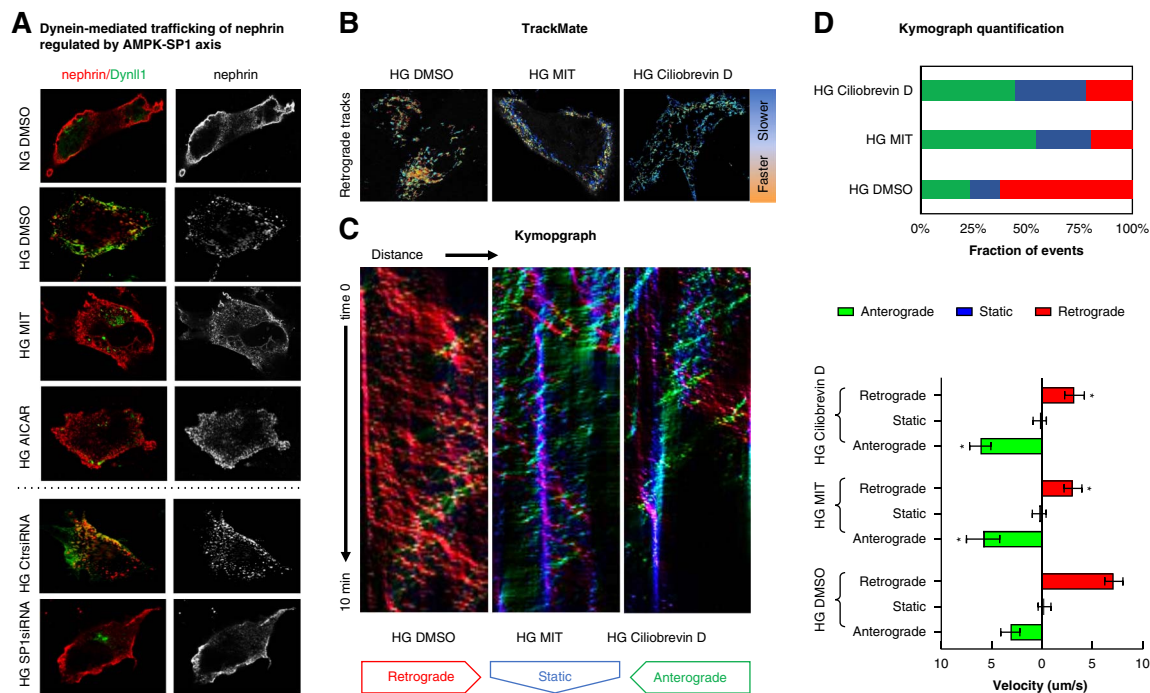 A
Dynein-mediated trafficking of nephrin
regulated by AMPK-SP1 axis
nephrin/Dynll1
nephrin
NG DMSO
HG DMSO
HG MIT
HG AICAR
HG CtrsiRNA
HG SP1siRNA
B
TrackMate
HG DMSO
HG MIT
HG Ciliobrevin D
Retrograde tracks
Slower
Faster
C
Kymopgraph
Distance
time 0
10 min
HG DMSO
HG MIT
HG Ciliobrevin D
Retrograde
Static
Anterograde
D
Kymograph quantification
HG Ciliobrevin D
HG MIT
HG DMSO
0%
25%
50%
75%
100%
Fraction of events
Anterograde
Static
Retrograde
HG Ciliobrevin D
Retrograde
*
Static
Anterograde
*
HG MIT
Retrograde
*
Static
Anterograde
*
HG DMSO
Retrograde
Static
Anterograde
10
5
0
5
10
Velocity (um/s)